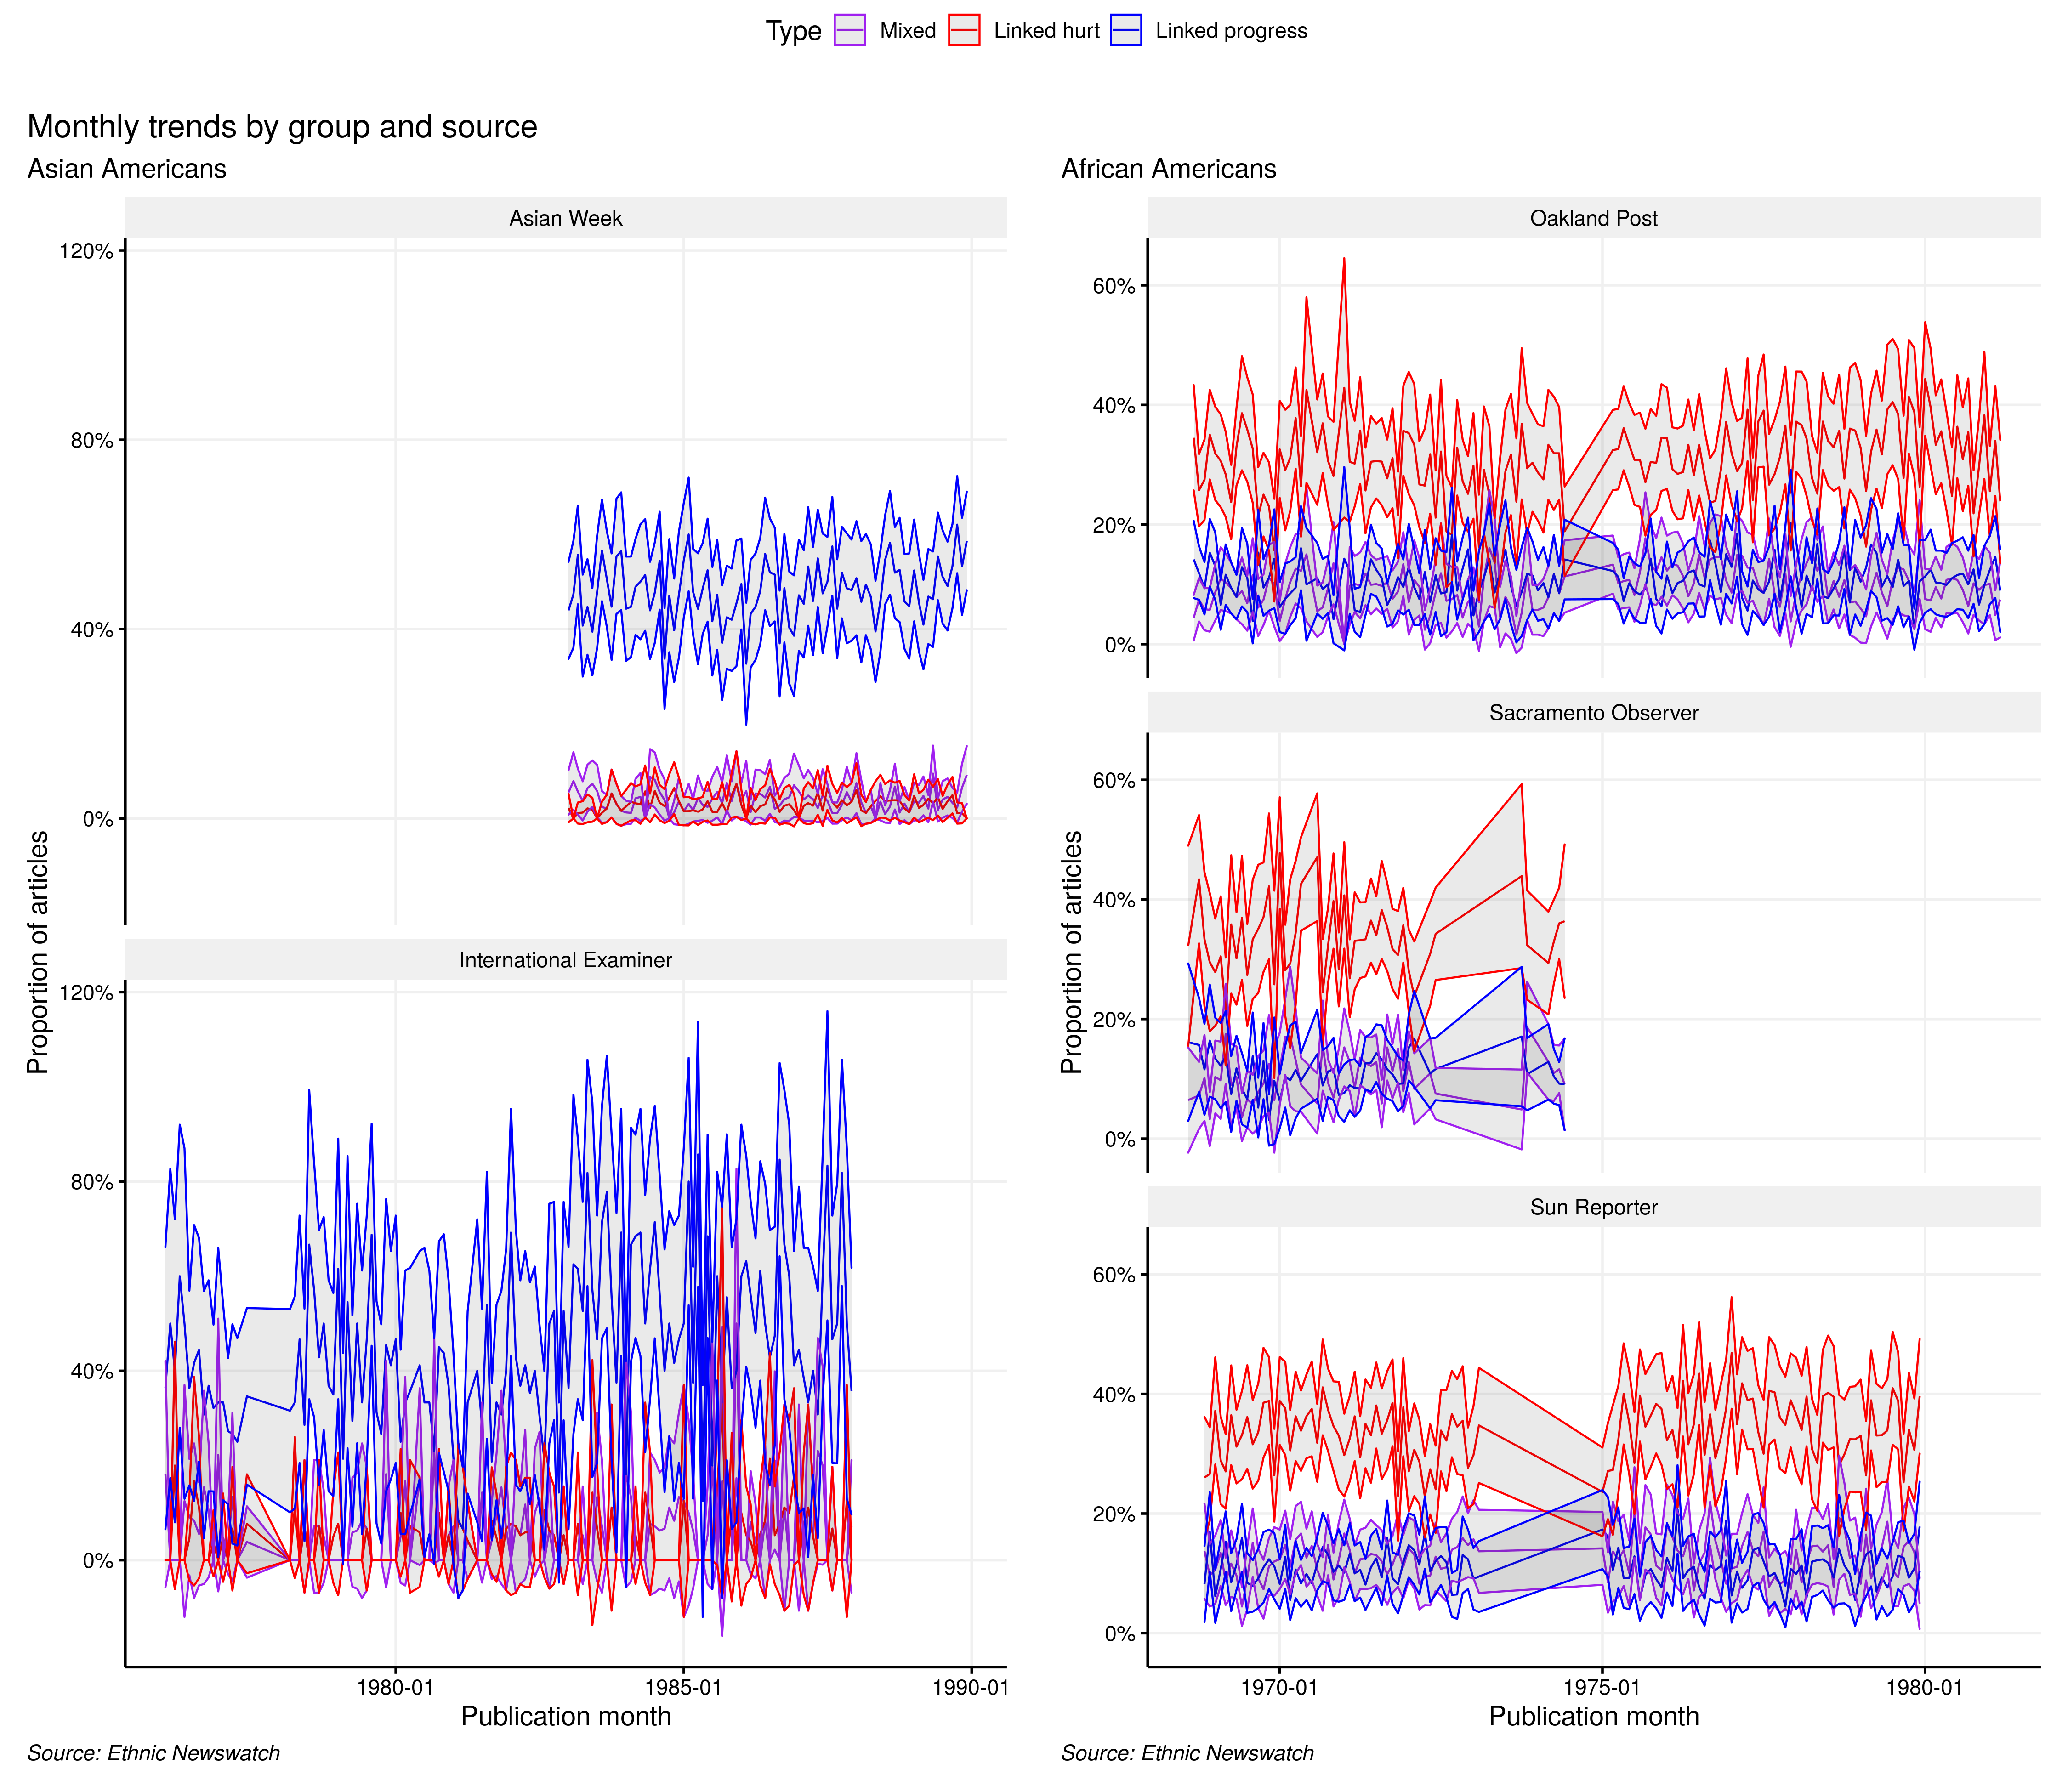 Type Mixed Linked hurt Linked progress
Monthly trends by group and source
Asian Americans
Asian Week
120%
80%
40%
0%
International Examiner
120%
80%
40%
0%
Proportion of articles
1980-01 1985-01 1990-01
Publication month
Source: Ethnic Newswatch
African Americans
Oakland Post
60%
40%
20%
0%
Sacramento Observer
60%
40%
20%
0%
Sun Reporter
60%
40%
20%
0%
Proportion of articles
1970-01 1975-01 1980-01
Publication month
Source: Ethnic Newswatch